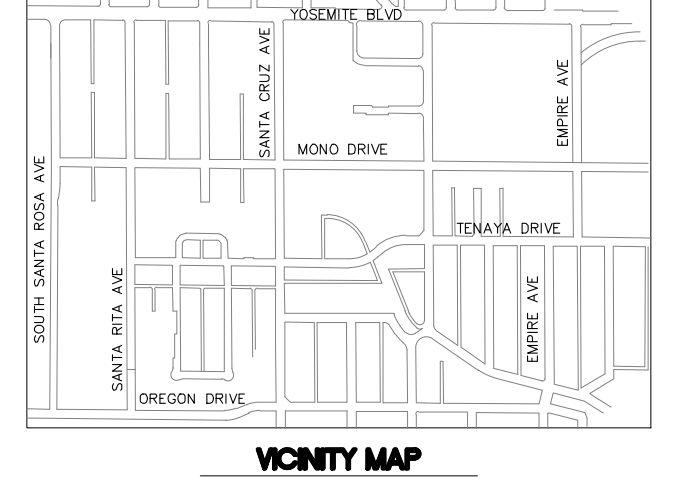 YOSEMITE BLVD
SANTA CRUZ AVE
EMPIRE AVE
MONO DRIVE
SOUTH SANTA ROSA AVE
TENAYA DRIVE
SANTA RITA AVE
EMPIRE AVE
OREGON DRIVE
VICINITY MAP